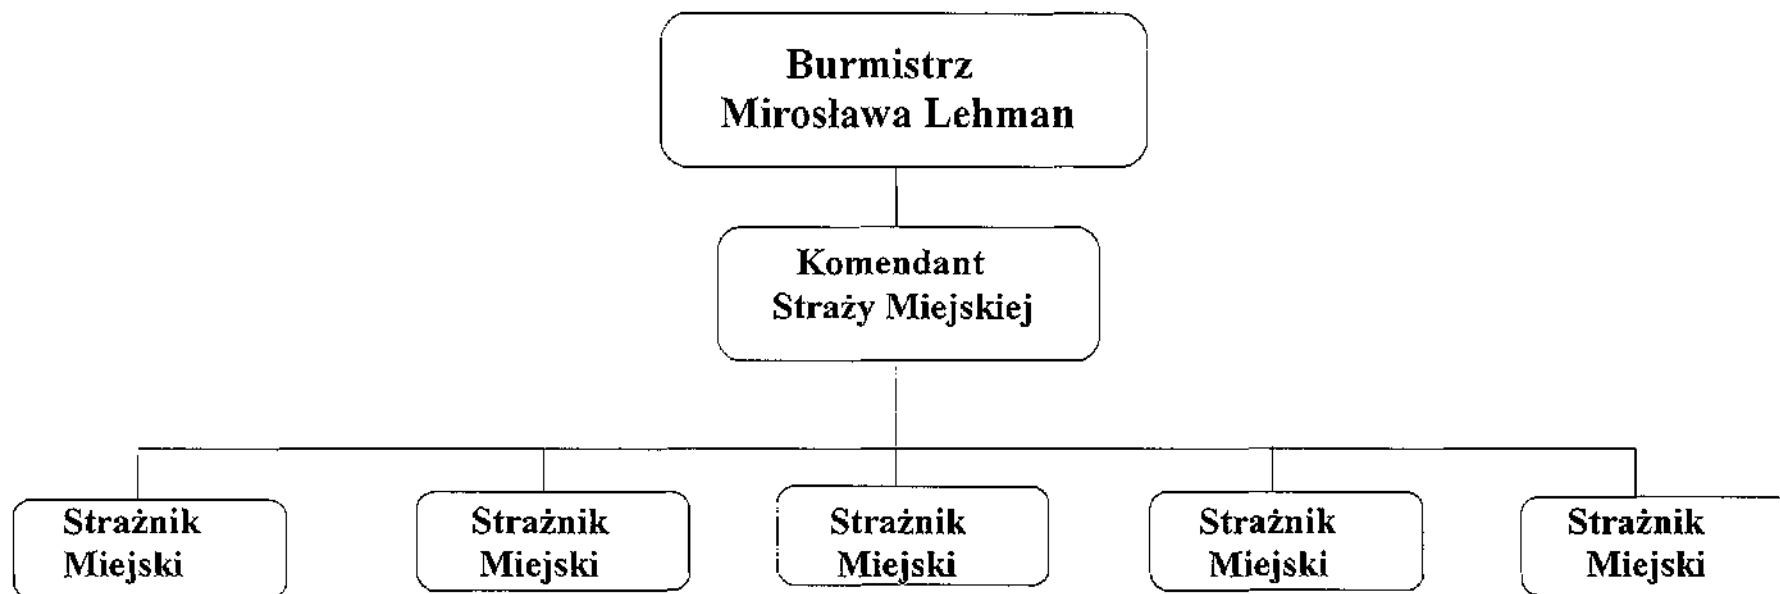 Burmistrz
Mirosława Lehman
Komendant
Straży Miejskiej
Strażnik
Miejski
Strażnik
Miejski
Strażnik
Miejski
Strażnik
Miejski
Strażnik
Miejski